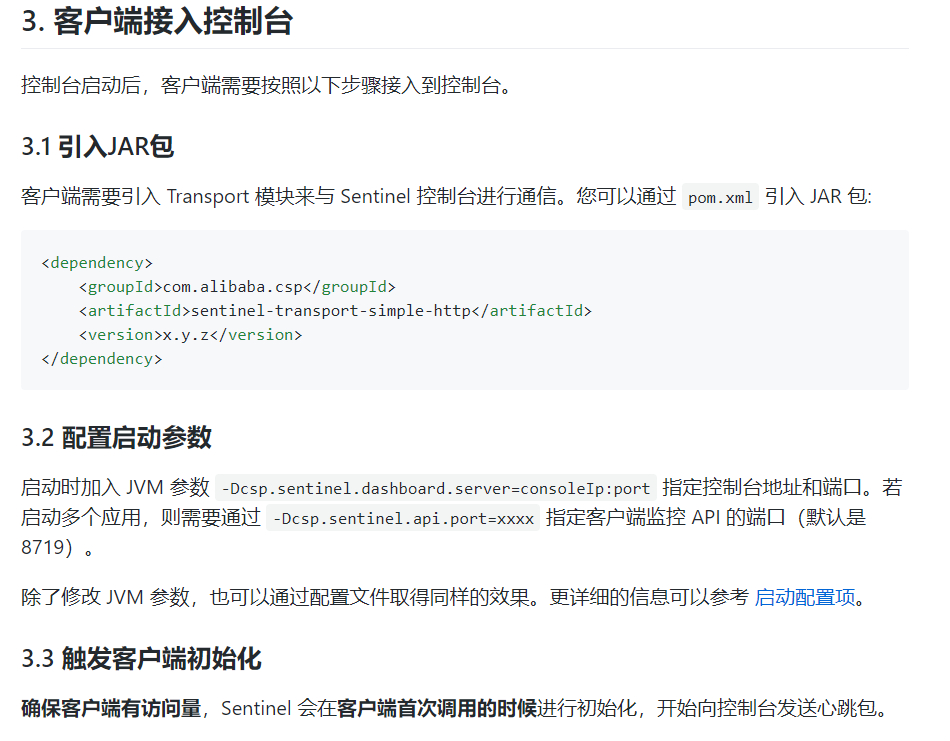 3. 客户端接入控制台
控制台启动后，客户端需要按照以下步骤接入到控制台。
3.1 引入JAR包
客户端需要引入 Transport 模块来与 Sentinel 控制台进行通信。您可以通过 pom.xml 引入 JAR 包:
<dependency>
    <groupId>com.alibaba.csp</groupId>
    <artifactId>sentinel-transport-simple-http</artifactId>
    <version>x.y.z</version>
</dependency>
3.2 配置启动参数
启动时加入 JVM 参数 -Dcsp.sentinel.dashboard.server=consoleIp:port 指定控制台地址和端口。若
启动多个应用，则需要通过 -Dcsp.sentinel.api.port=xxxx 指定客户端监控 API 的端口（默认是
8719）。
除了修改 JVM 参数，也可以通过配置文件取得同样的效果。更详细的信息可以参考 启动配置项。
3.3 触发客户端初始化
确保客户端有访问量，Sentinel 会在客户端首次调用的时候进行初始化，开始向控制台发送心跳包。